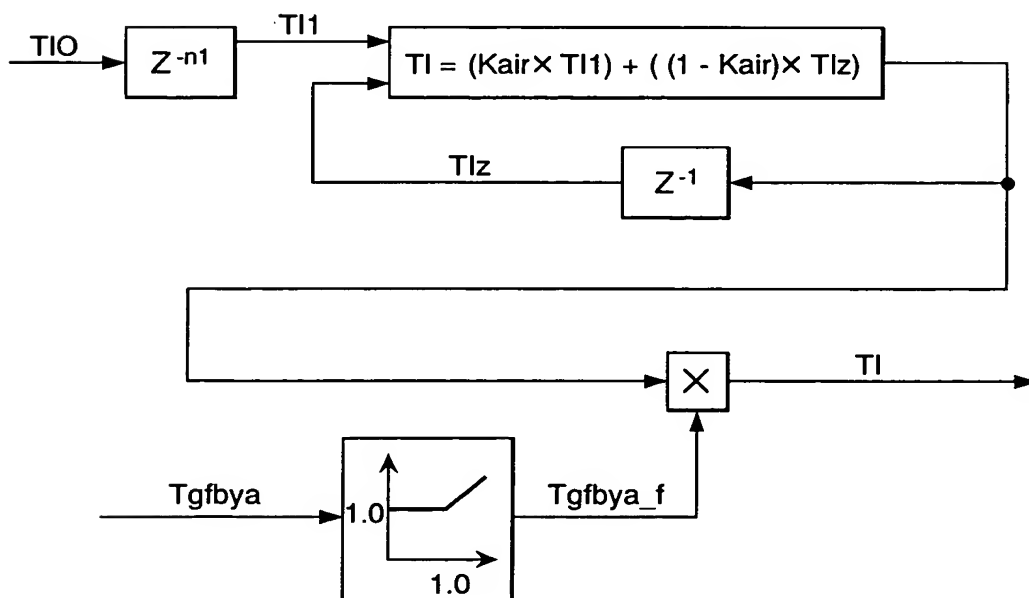 TIO
Z-n1
TI1
TI = (Kair× TI1) + ( (1 - Kair)× TIz)
TIz
Z-1
×
TI
Tgfbya
1.0
1.0
Tgfbya_f